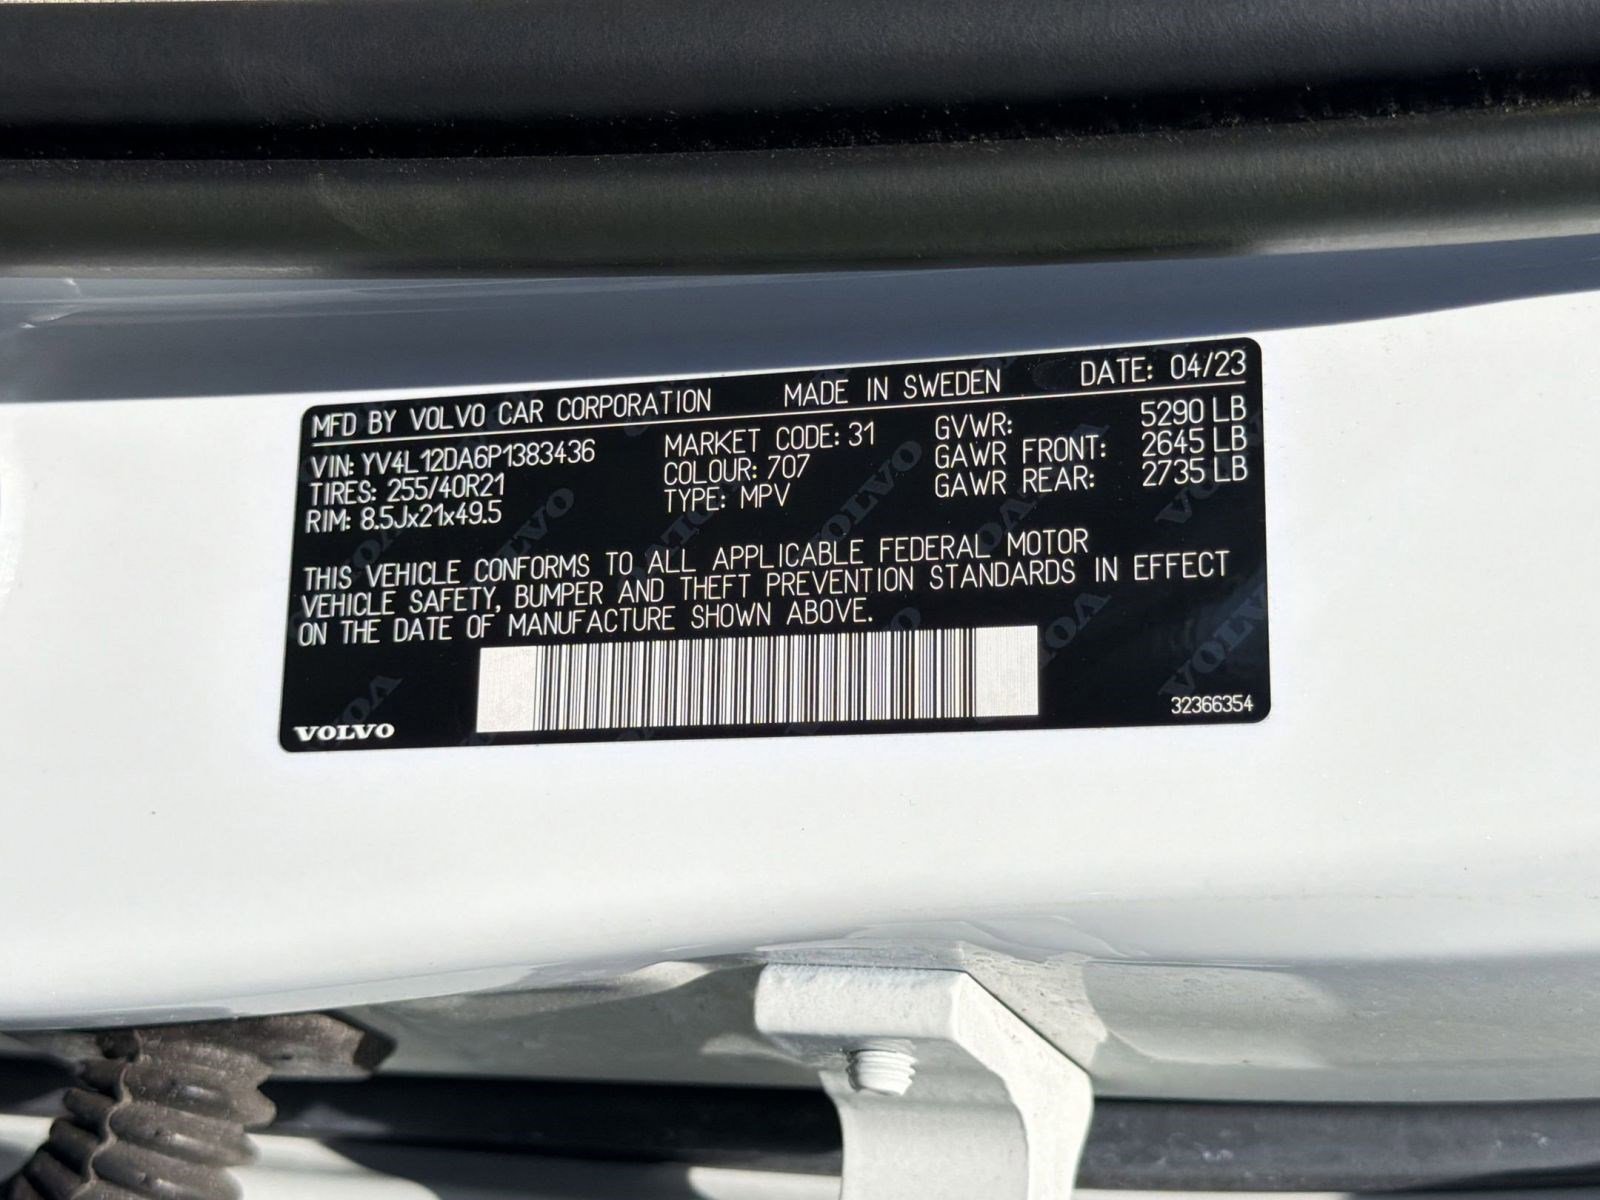 MFD BY VOLVO CAR CORPORATION MADE IN SWEDEN DATE: 04/23
VIN: YV4L12DA6P1383436 MARKET CODE: 31 GVWR: 5290 LB
TIRES: 255/40R21 COLOUR: 707 GAWR FRONT: 2645 LB
RIM: 8.5Jx21x49.5 TYPE: MPV GAWR REAR: 2735 LB
THIS VEHICLE CONFORMS TO ALL APPLICABLE FEDERAL MOTOR
VEHICLE SAFETY, BUMPER AND THEFT PREVENTION STANDARDS IN EFFECT
ON THE DATE OF MANUFACTURE SHOWN ABOVE.
VOLVO 32366354